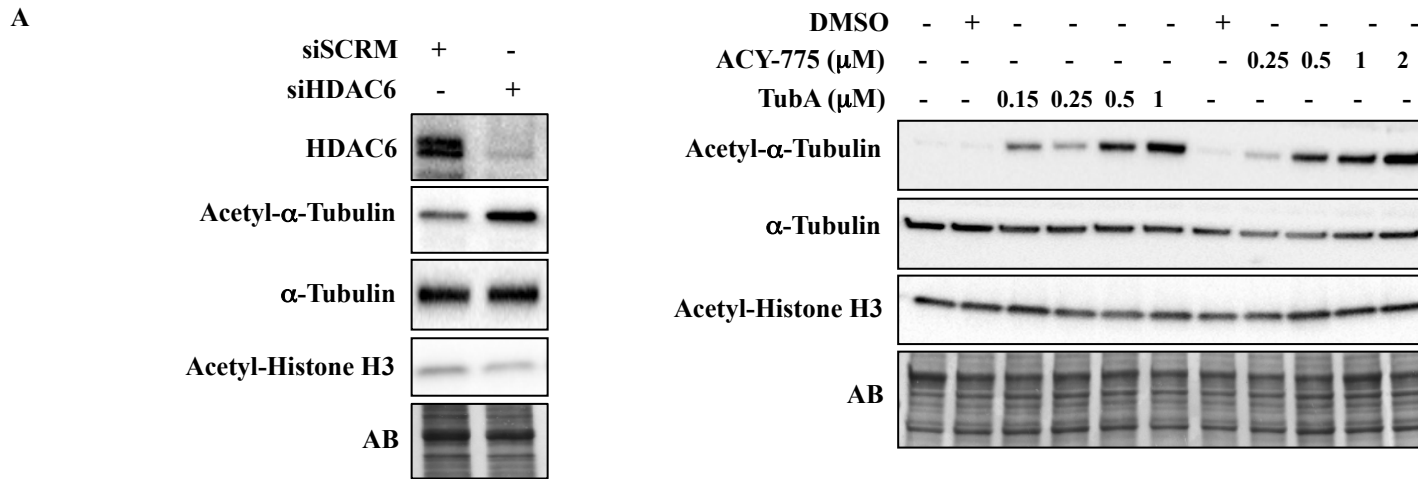 A
siSCRM + -
siHDAC6 - +
HDAC6
Acetyl-α-Tubulin
α-Tubulin
Acetyl-Histone H3
AB
DMSO - + - - - - + - - - -
ACY-775 (μM) - - - - - - - 0.25 0.5 1 2
TubA (μM) - - 0.15 0.25 0.5 1 - - - - -
Acetyl-α-Tubulin
α-Tubulin
Acetyl-Histone H3
AB